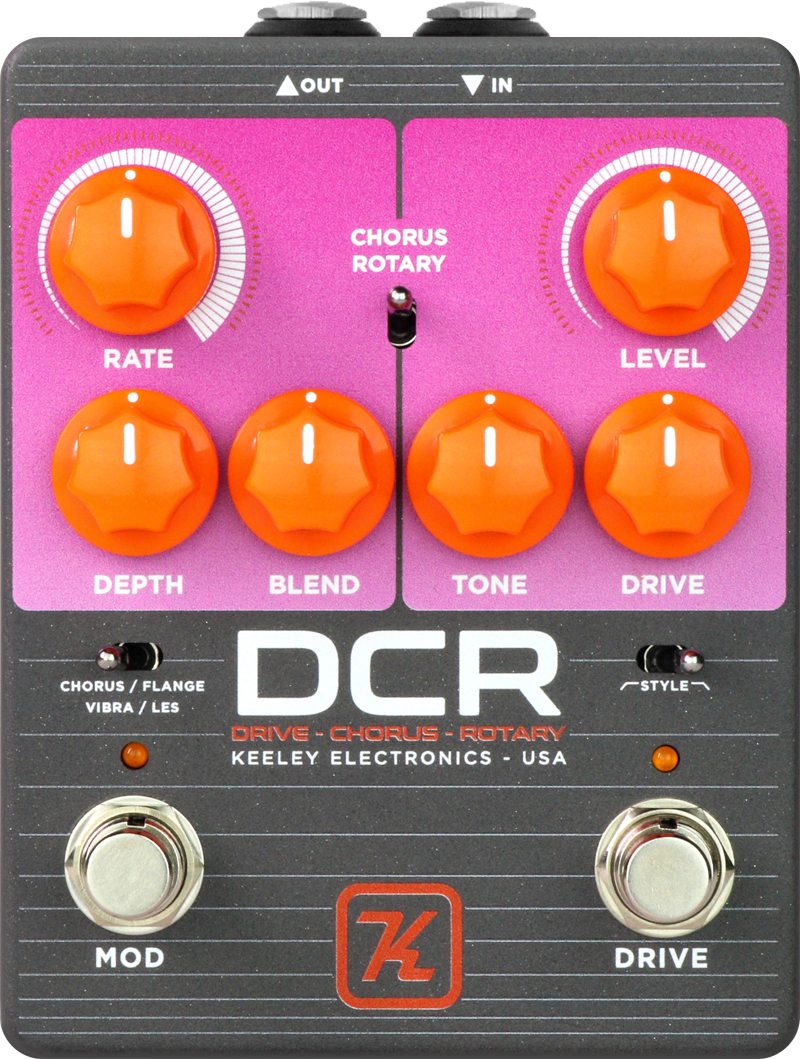 OUT IN
CHORUS
ROTARY
RATE LEVEL
DEPTH BLEND TONE DRIVE
DCR
CHORUS / FLANGE
VIBRA / LES
STYLE
DRIVE - CHORUS - ROTARY
KEELEY ELECTRONICS - USA
K
MOD DRIVE